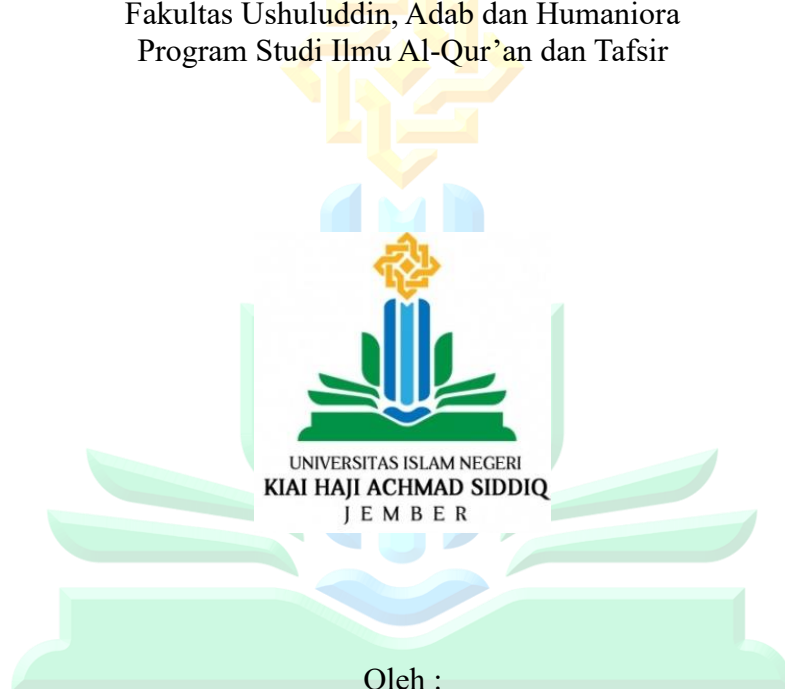 Fakultas Ushuluddin, Adab dan Humaniora
Program Studi Ilmu Al-Qur’an dan Tafsir
UNIVERSITAS ISLAM NEGERI
KIAI HAJI ACHMAD SIDDIQ
JEMBER
Oleh :